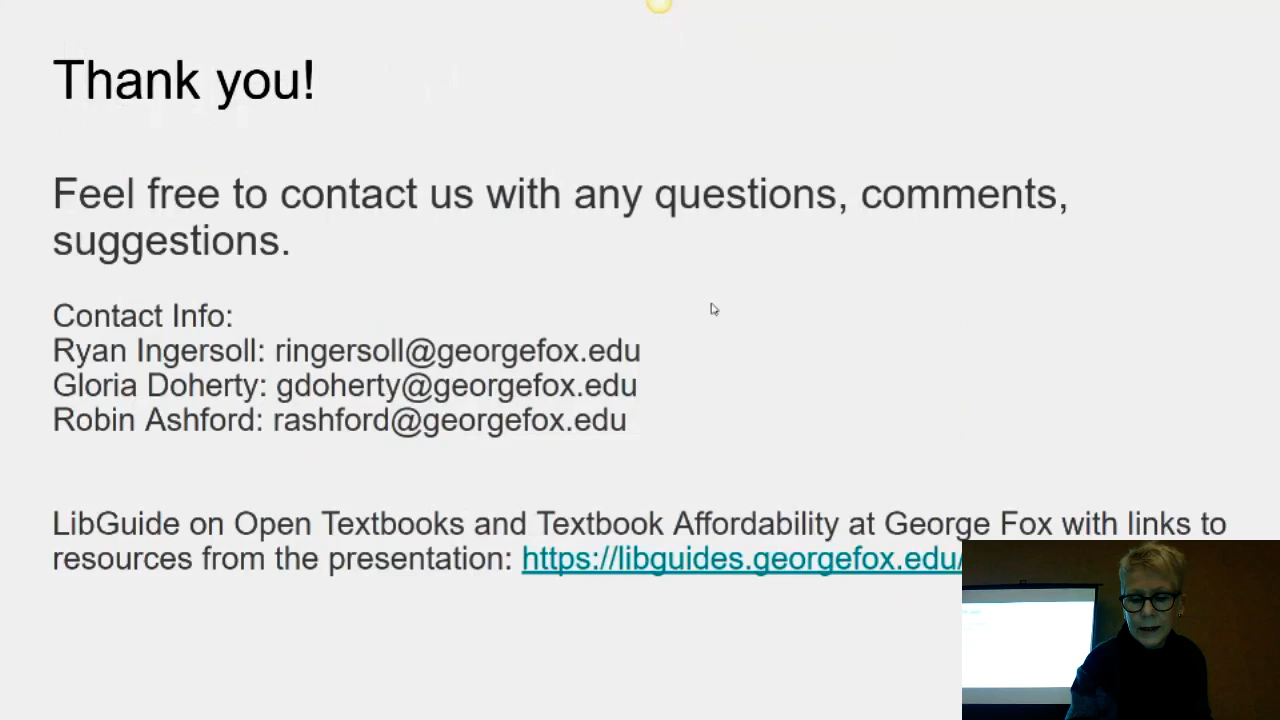 Thank you!
Feel free to contact us with any questions, comments,
suggestions.
Contact Info:
Ryan Ingersoll: ringersoll@georgefox.edu
Gloria Doherty: gdoherty@georgefox.edu
Robin Ashford: rashford@georgefox.edu
LibGuide on Open Textbooks and Textbook Affordability at George Fox with links to
resources from the presentation: https://libguides.georgefox.edu/